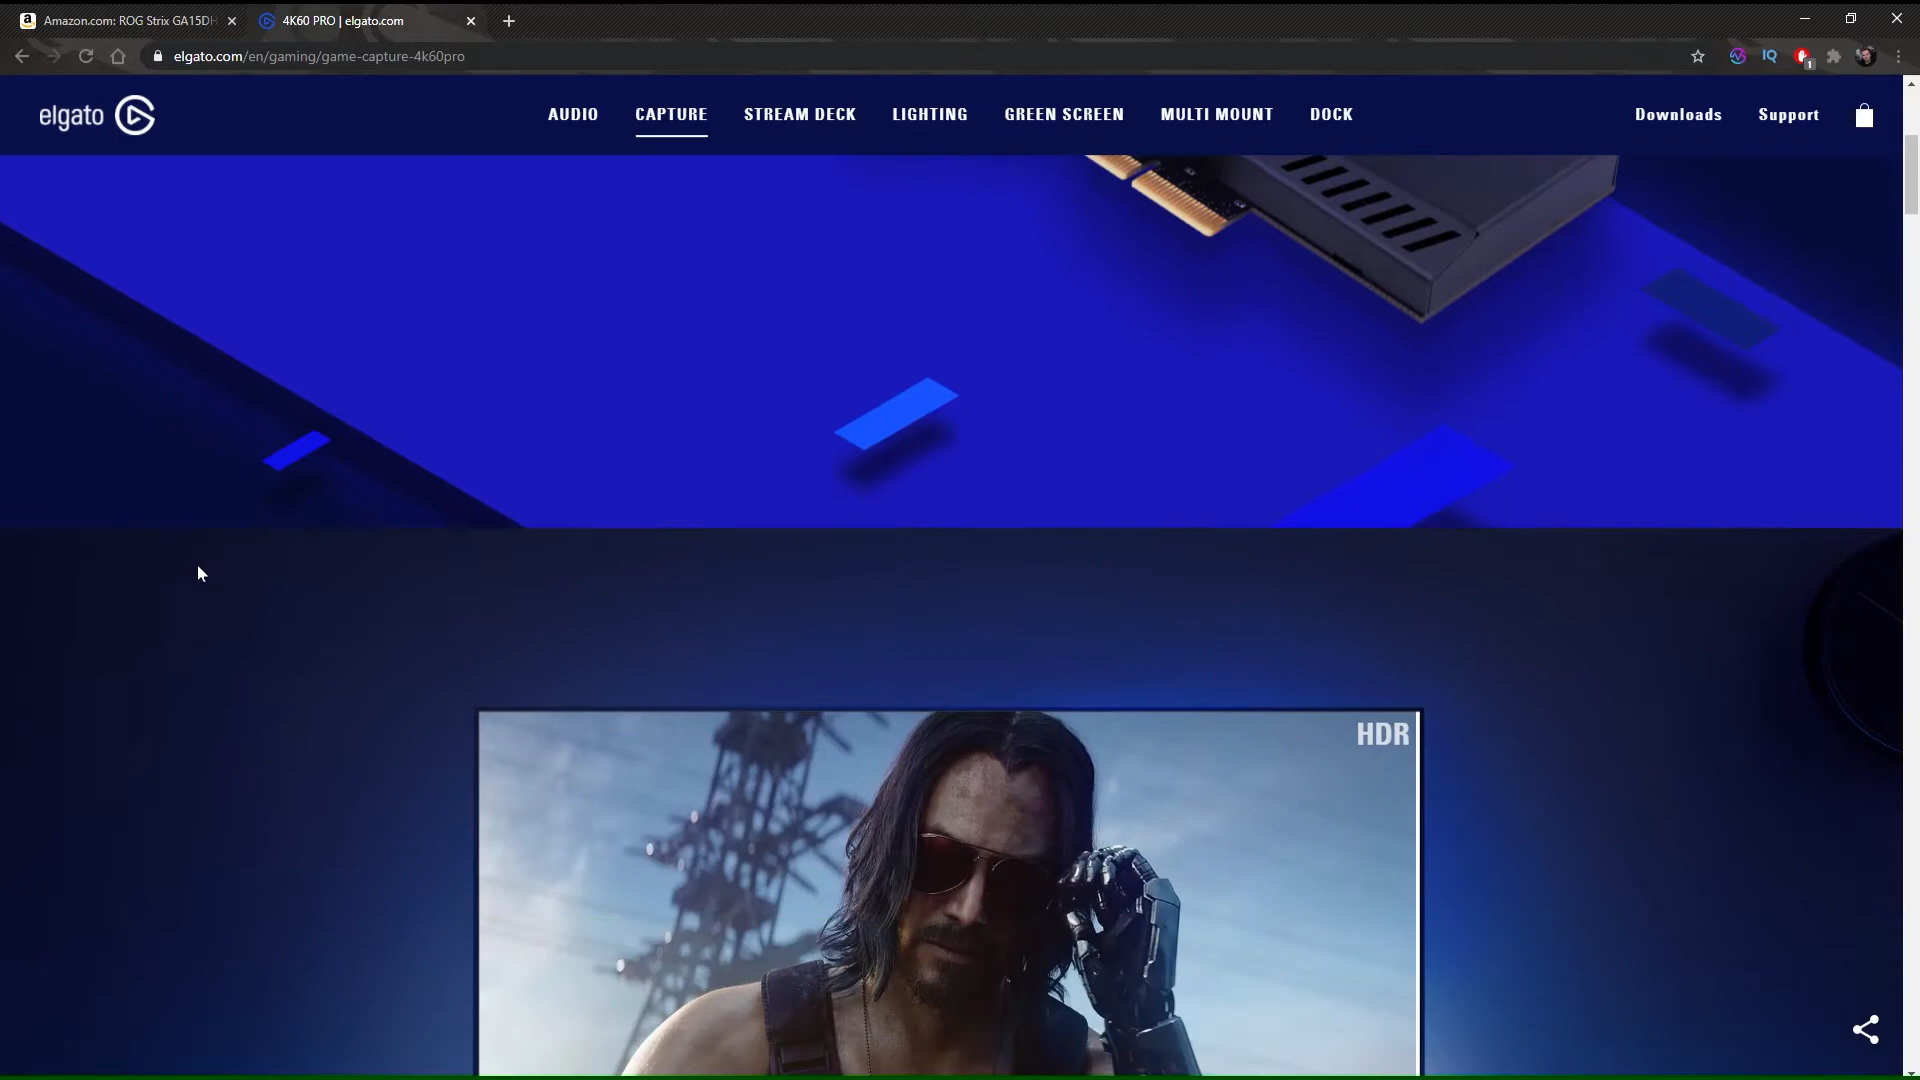 Amazon.com: ROG Strix GA15DH
4K60 PRO | elgato.com
elgato.com/en/gaming/game-capture-4k60pro
IQ
1
elgato
AUDIO
CAPTURE
STREAM DECK
LIGHTING
GREEN SCREEN
MULTI MOUNT
DOCK
Downloads
Support
HDR